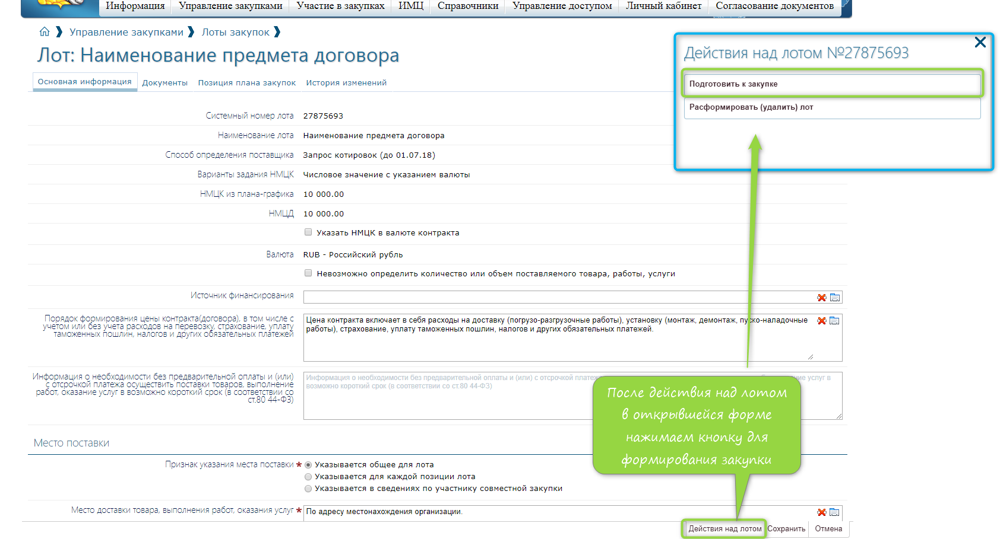 Информация Управление закупками Участие в закупках ИМЦ Справочники Управление доступом Личный кабинет Согласование документов
Управление закупками Лоты закупок
Лот: Наименование предмета договора
Основная информация Документы Позиция плана закупок История изменений
Системный номер лота 27875693
Наименование лота Наименование предмета договора
Способ определения поставщика Запрос котировок (до 01.07.18)
Варианты задания НМЦК Числовое значение с указанием валюты
НМЦК из плана-графика 10 000.00
НМЦД 10 000.00
Указать НМЦК в валюте контракта
Валюта RUB - Российский рубль
Невозможно определить количество или объем поставляемого товара, работы, услуги
Источник финансирования
Порядок формирования цены контракта(договора), в том числе с
учетом или без учета расходов на перевозку, страхование, уплату
таможенных пошлин, налогов и других обязательных платежей
Цена контракта включает в себя расходы на доставку (погрузо-разгрузочные работы), установку (монтаж, демонтаж, пуско-наладочные
работы), страхование, уплату таможенных пошлин, налогов и других обязательных платежей.
Информация о необходимости без предварительной оплаты и (или)
с отсрочкой платежа осуществить поставки товаров, выполнение
работ, оказание услуг в возможно короткий срок (в соответствии со
ст.80 44-ФЗ)
Информация о необходимости без предварительной оплаты и (или) с отсрочкой платеж услуг в
возможно короткий срок (в соответствии со ст.80 44-ФЗ)
Место поставки
Признак указания места поставки * Указывается общее для лота
Указывается для каждой позиции лота
Указывается в сведениях по участнику совместной закупки
Место доставки товара, выполнения работ, оказания услуг * По адресу местонахождения организации.
Действия над лотом Сохранить Отмена
Действия над лотом №27875693
Подготовить к закупке
Расформировать (удалить) лот
После действия над лотом
в открывшейся форме
нажимаем кнопку для
формирования закупки